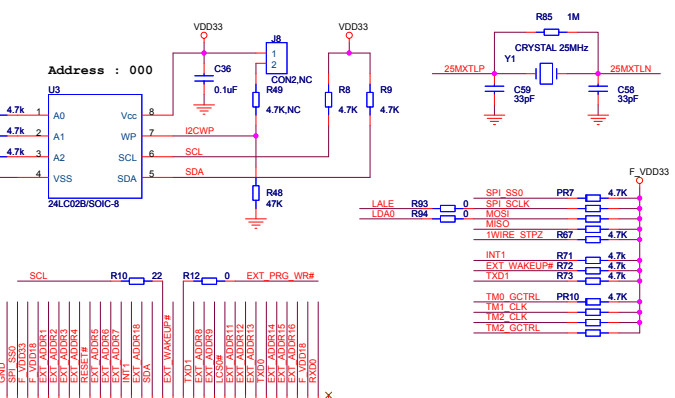 VDD33
J8
1
2
CON2,NC
VDD33
R85 1M
CRYSTAL 25MHz
Y1
25MXTLP
25MXTLN
C59
33pF
C58
33pF
Address : 000
C36
0.1uF
R49
4.7K,NC
R8
4.7K
R9
4.7K
U3
4.7k 1 A0 Vcc 8
4.7k 2 A1 WP 7 I2CWP
4.7k 3 A2 SCL 6 SCL
4 VSS SDA 5 SDA
24LC02B/SOIC-8
R48
47K
F_VDD33
SPI_SS0 PR7 4.7K
LALE R93 0 SPI_SCLK
LDA0 R94 0 MOSI
MISO
1WIRE_STPZ R67 4.7K
INT1 R71 4.7k
EXT_WAKEUP# R72 4.7k
TXD1 R73 4.7k
TM0_GCTRL PR10 4.7K
TM1_CLK
TM2_CLK
TM2_GCTRL
SCL R10 22
R12 0 EXT_PRG_WR#
GND
SPI_SS0
F_VDD33
F_VDD18
EXT_ADDR1
EXT_ADDR2
EXT_ADDR3
EXT_ADDR4
RESET#
EXT_ADDR5
EXT_ADDR6
EXT_ADDR7
INT1
EXT_ADDR18
SDA
EXT_WAKEUP#
TXD1
EXT_ADDR8
EXT_ADDR9
LCS0#
EXT_ADDR11
EXT_ADDR12
EXT_ADDR13
TXD0
EXT_ADDR14
EXT_ADDR15
EXT_ADDR16
F_VDD18
RXD0